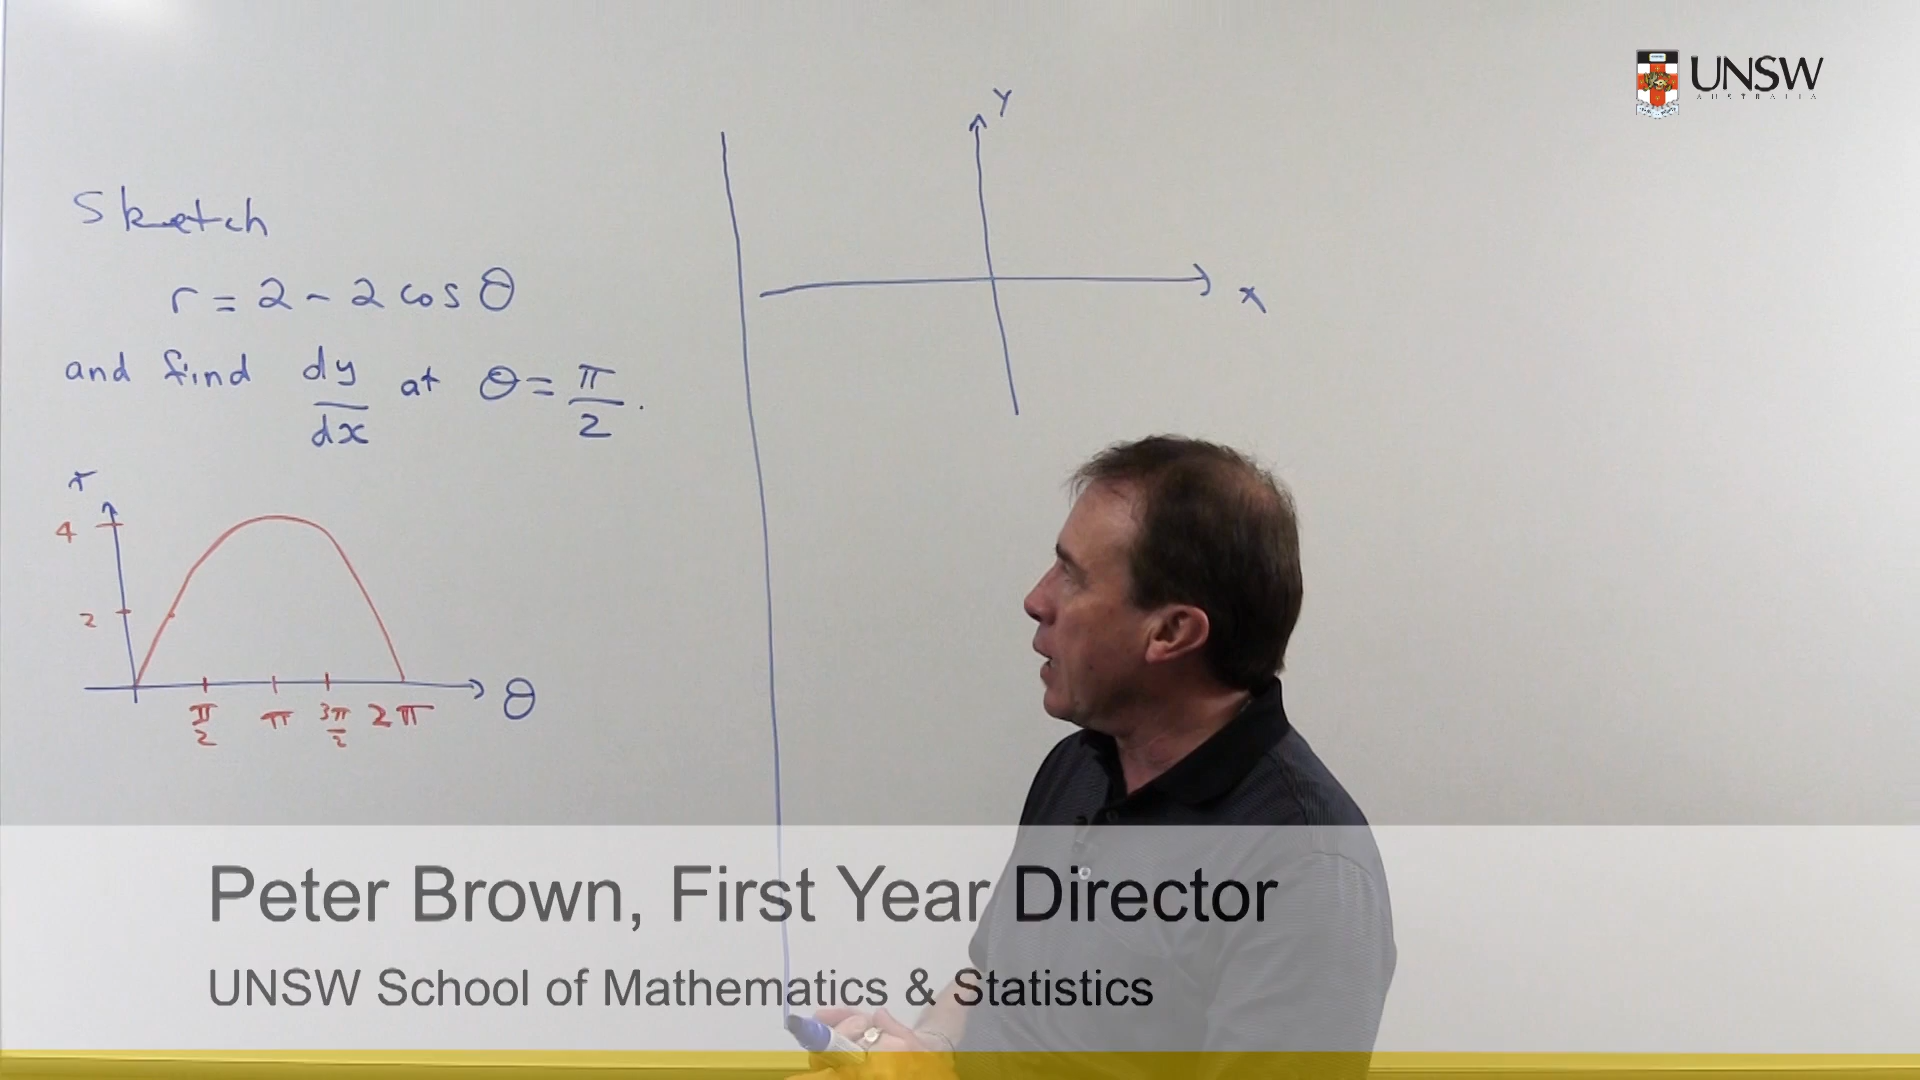 UNSW
AUSTRALIA
Sketch
r = 2 - 2 cos θ
and find dy/dx at θ = π/2.
r
4
2
π/2 π 3π/2 2π
θ
Y
X
Peter Brown, First Year Director
UNSW School of Mathematics & Statistics